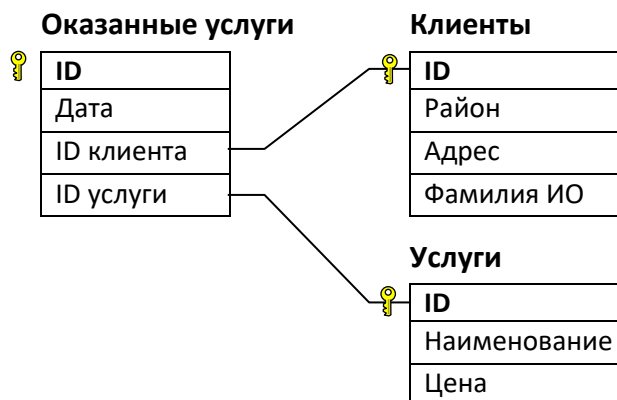 Оказанные услуги
ID
Дата
ID клиента
ID услуги
Клиенты
ID
Район
Адрес
Фамилия ИО
Услуги
ID
Наименование
Цена